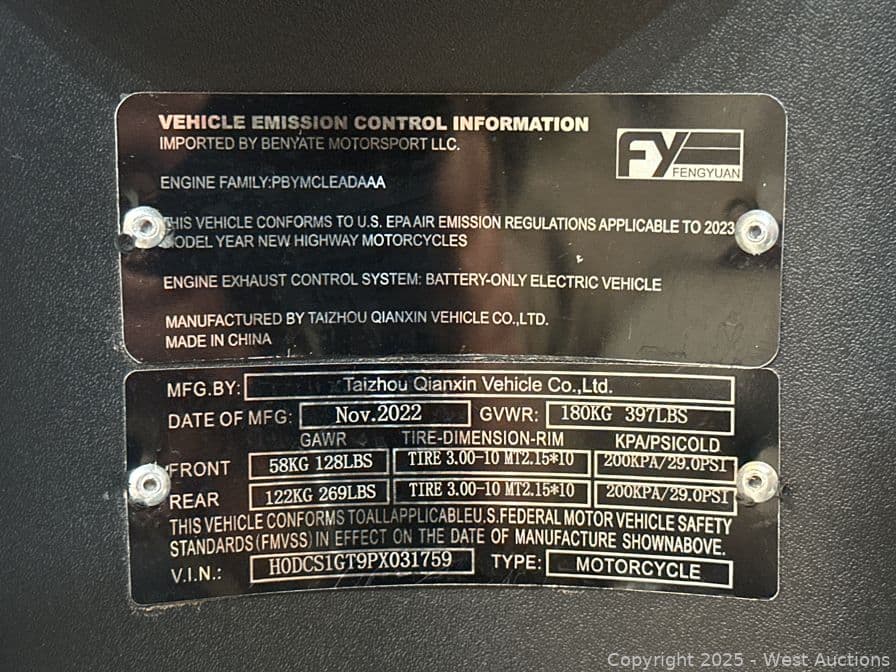 VEHICLE EMISSION CONTROL INFORMATION
IMPORTED BY BENYATE MOTORSPORT LLC.
FY
FENGYUAN
ENGINE FAMILY:PBYMCLEADAAA
THIS VEHICLE CONFORMS TO U.S. EPA AIR EMISSION REGULATIONS APPLICABLE TO 2023
MODEL YEAR NEW HIGHWAY MOTORCYCLES
ENGINE EXHAUST CONTROL SYSTEM: BATTERY-ONLY ELECTRIC VEHICLE
MANUFACTURED BY TAIZHOU QIANXIN VEHICLE CO.,LTD.
MADE IN CHINA
MFG.BY: Taizhou Qianxin Vehicle Co.,Ltd.
DATE OF MFG: Nov.2022 GVWR: 180KG 397LBS
GAWR TIRE-DIMENSION-RIM KPA/PSICOLD
FRONT 58KG 128LBS TIRE 3.00-10 MT2.15*10 200KPA/29.0PSI
REAR 122KG 269LBS TIRE 3.00-10 MT2.15*10 200KPA/29.0PSI
THIS VEHICLE CONFORMS TOALLAPPLICABLEU.S.FEDERAL MOTOR VEHICLE SAFETY
STANDARDS(FMVSS)IN EFFECT ON THE DATE OF MANUFACTURE SHOWNABOVE.
V.I.N.: H0DCS1GT9PX031759 TYPE: MOTORCYCLE
Copyright © 2025 - West Auctions